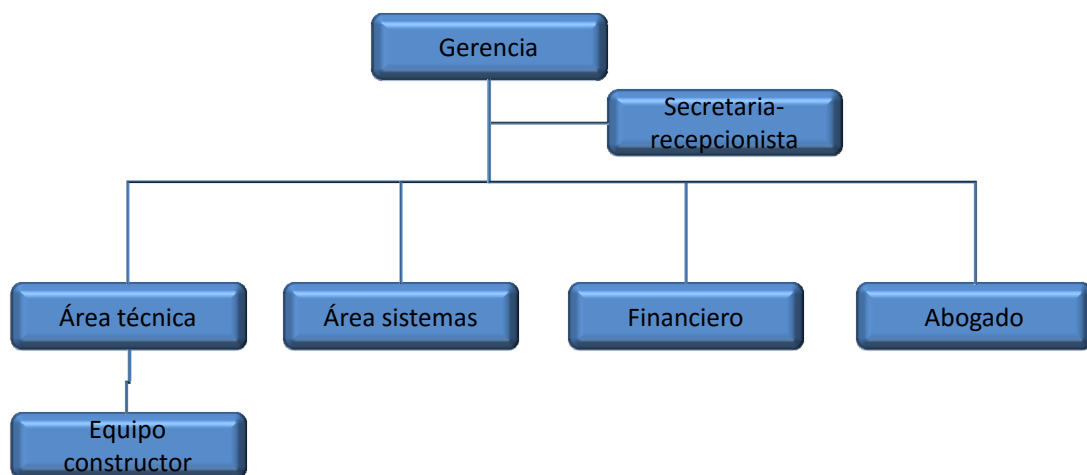 Gerencia
Secretaria-
recepcionista
Área técnica
Área sistemas
Financiero
Abogado
Equipo
constructor